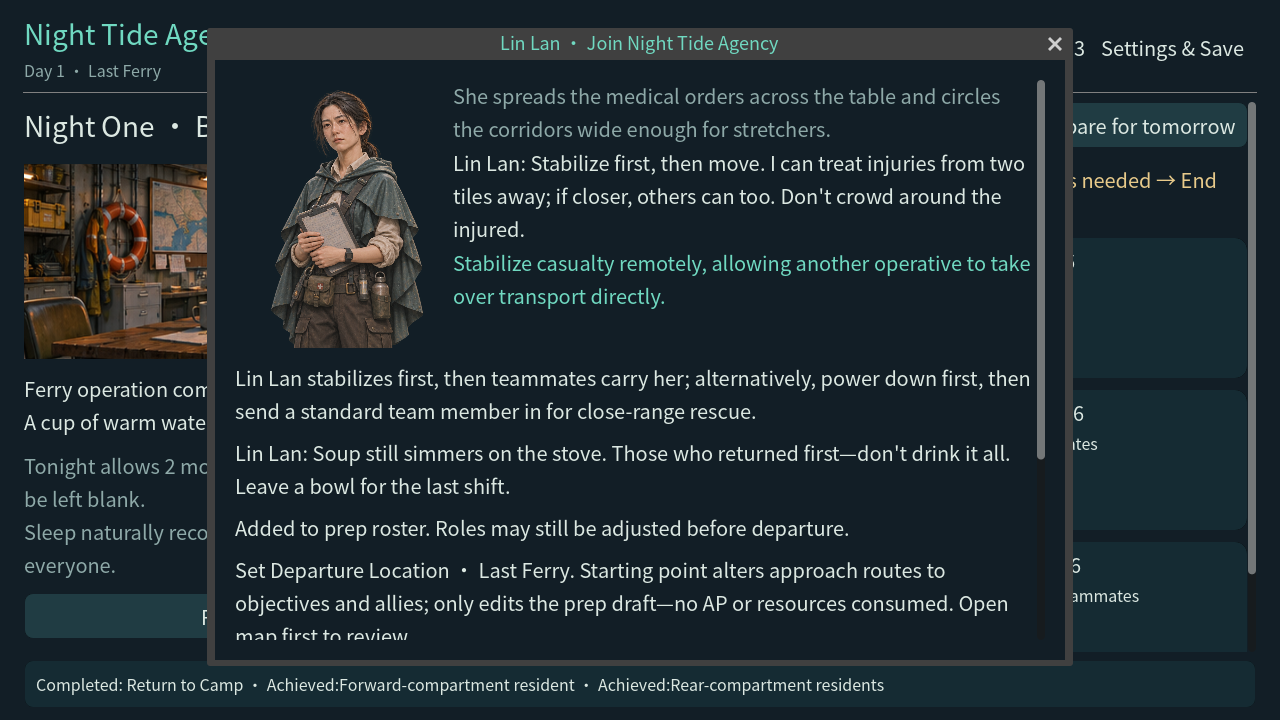 Night Tide Age
Day 1 · Last Ferry
3 Settings & Save
Lin Lan · Join Night Tide Agency
Night One · B
pare for tomorrow
s needed → End
She spreads the medical orders across the table and circles
the corridors wide enough for stretchers.
Lin Lan: Stabilize first, then move. I can treat injuries from two
tiles away; if closer, others can too. Don't crowd around the
injured.
Stabilize casualty remotely, allowing another operative to take
over transport directly.
Lin Lan stabilizes first, then teammates carry her; alternatively, power down first, then
send a standard team member in for close-range rescue.
Lin Lan: Soup still simmers on the stove. Those who returned first—don't drink it all.
Leave a bowl for the last shift.
Added to prep roster. Roles may still be adjusted before departure.
Set Departure Location · Last Ferry. Starting point alters approach routes to
objectives and allies; only edits the prep draft—no AP or resources consumed. Open
map first to review
Ferry operation com
A cup of warm wate
Tonight allows 2 mo
be left blank.
Sleep naturally reco
everyone.
6
ates
6
ammates
Completed: Return to Camp · Achieved:Forward-compartment resident · Achieved:Rear-compartment residents